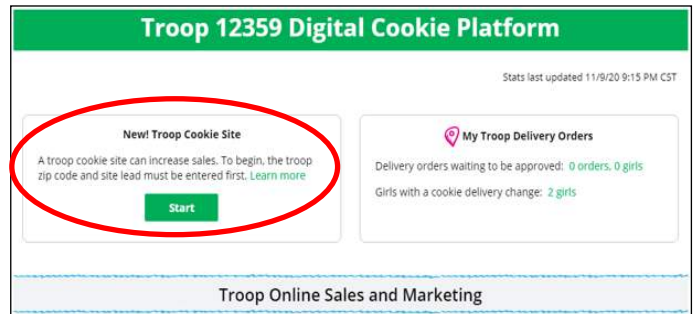 Troop 12359 Digital Cookie Platform
Stats last updated 11/9/20 9:15 PM CST
New! Troop Cookie Site
A troop cookie site can increase sales. To begin, the troop
zip code and site lead must be entered first. Learn more
Start
My Troop Delivery Orders
Delivery orders waiting to be approved: 0 orders, 0 girls
Girls with a cookie delivery change: 2 girls
Troop Online Sales and Marketing